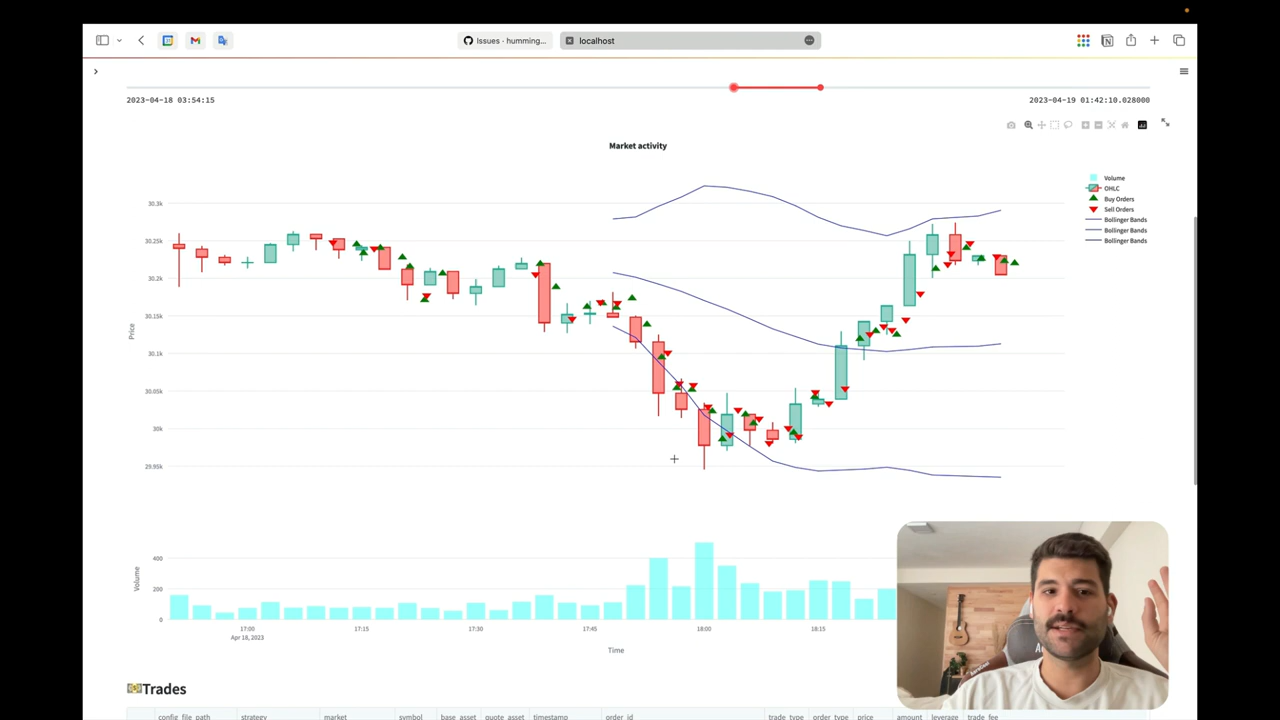 Issues · humming...
localhost
2023-04-18 03:54:15
2023-04-19 01:42:10.028000
Market activity
Volume
OHLC
Buy Orders
Sell Orders
Bollinger Bands
Bollinger Bands
Bollinger Bands
Price
30.3k
30.25k
30.2k
30.15k
30.1k
30.05k
30k
29.95k
Volume
400
200
0
17:00
Apr 18, 2023
17:15
17:30
17:45
18:00
18:15
Time
Trades
config_file_path strategy market symbol base_asset quote_asset timestamp order_id trade_type order_type price amount leverage trade_fee